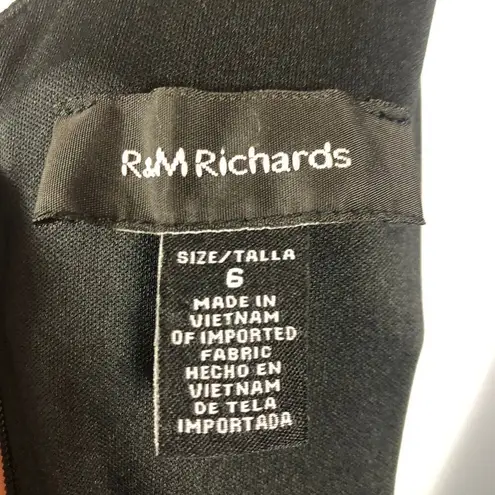 R&M Richards
SIZE/TALLA
6
MADE IN
VIETNAM
OF IMPORTED
FABRIC
HECHO EN
VIETNAM
DE TELA
IMPORTADA